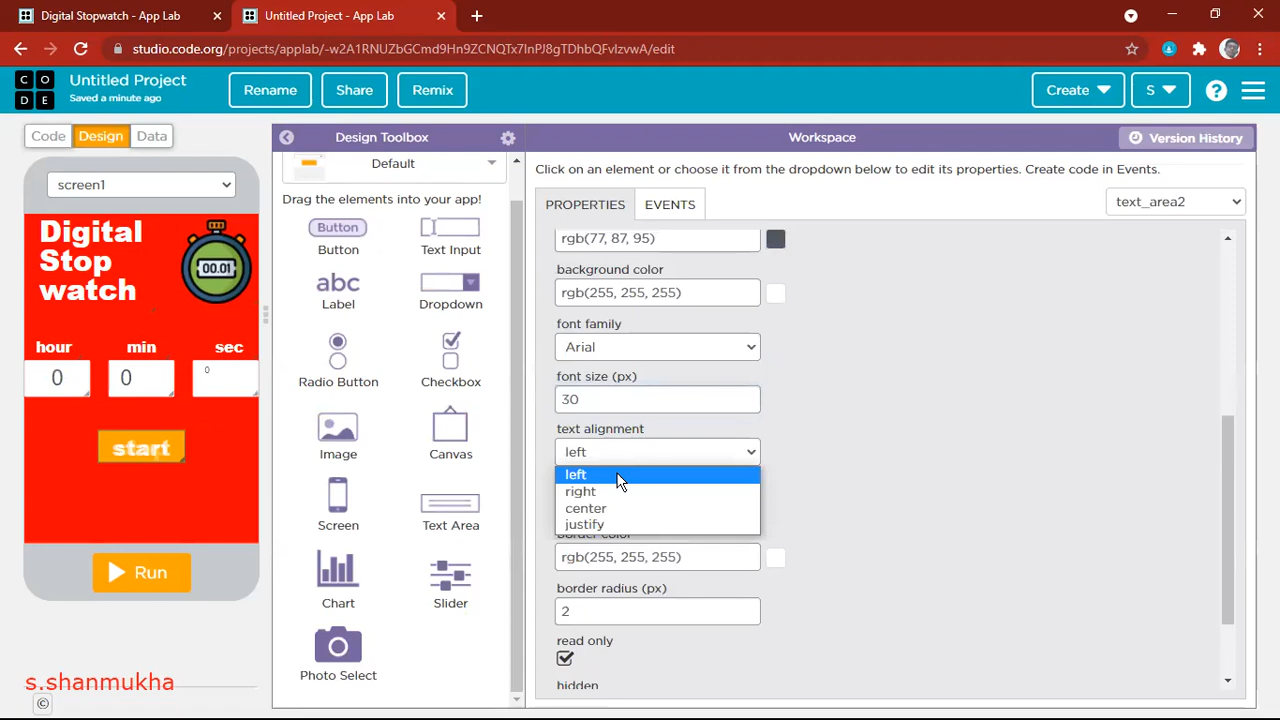 Digital Stopwatch - App Lab
Untitled Project - App Lab
studio.code.org/projects/applab/-w2A1RNUZbGCmd9Hn9ZCNQTx7InPJ8gTDhbQFvIzvwA/edit
CODE
Untitled Project
Saved a minute ago
Rename
Share
Remix
Create
S
?
Code
Design
Data
Design Toolbox
Workspace
Version History
screen1
Default
Click on an element or choose it from the dropdown below to edit its properties. Create code in Events.
Drag the elements into your app!
PROPERTIES
EVENTS
text_area2
Digital
Stop
watch
00.01
hour
min
sec
0
0
0
start
Run
Button
Button
Text Input
abc
Label
Dropdown
Radio Button
Checkbox
Image
Canvas
Screen
Text Area
Chart
Slider
Photo Select
rgb(77, 87, 95)
background color
rgb(255, 255, 255)
font family
Arial
font size (px)
30
text alignment
left
left
right
center
justify
border color
rgb(255, 255, 255)
border radius (px)
2
read only
hidden
s.shanmukha
©